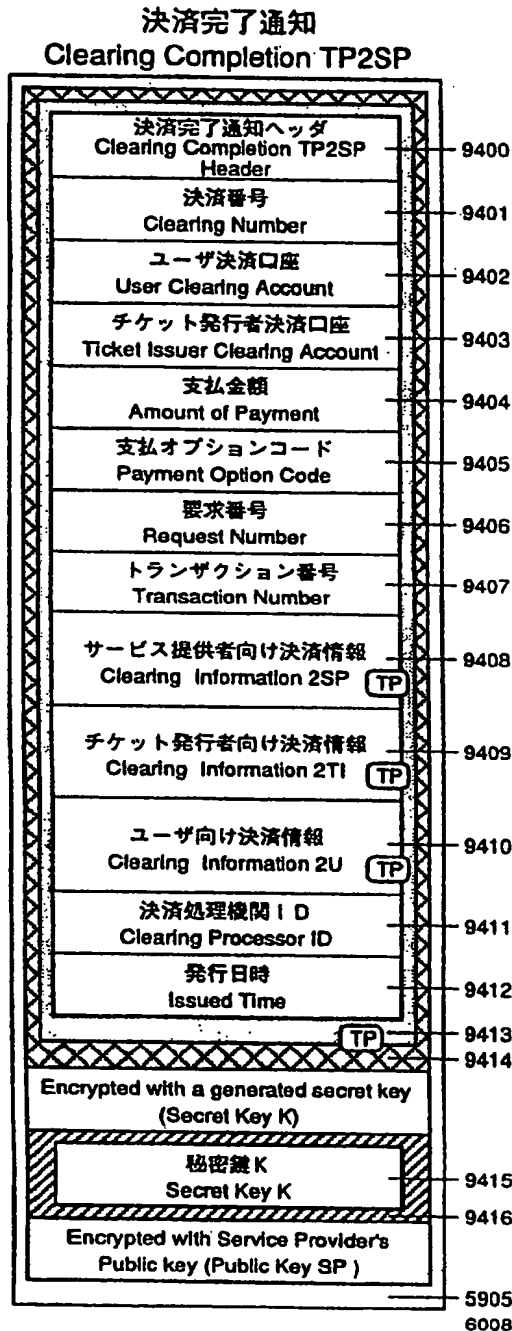 決済完了通知
Clearing Completion TP2SP
決済完了通知ヘッダ
Clearing Completion TP2SP
Header
9400
決済番号
Clearing Number
9401
ユーザ決済口座
User Clearing Account
9402
チケット発行者決済口座
Ticket Issuer Clearing Account
9403
支払金額
Amount of Payment
9404
支払オプションコード
Payment Option Code
9405
要求番号
Request Number
9406
トランザクション番号
Transaction Number
9407
サービス提供者向け決済情報
Clearing Information 2SP
TP
9408
チケット発行者向け決済情報
Clearing Information 2TI
TP
9409
ユーザ向け決済情報
Clearing Information 2U
TP
9410
決済処理機関ID
Clearing Processor ID
9411
発行日時
Issued Time
9412
TP
9413
9414
Encrypted with a generated secret key
(Secret Key K)
秘密鍵K
Secret Key K
9415
9416
Encrypted with Service Provider's
Public key (Public Key SP )
5905
6008